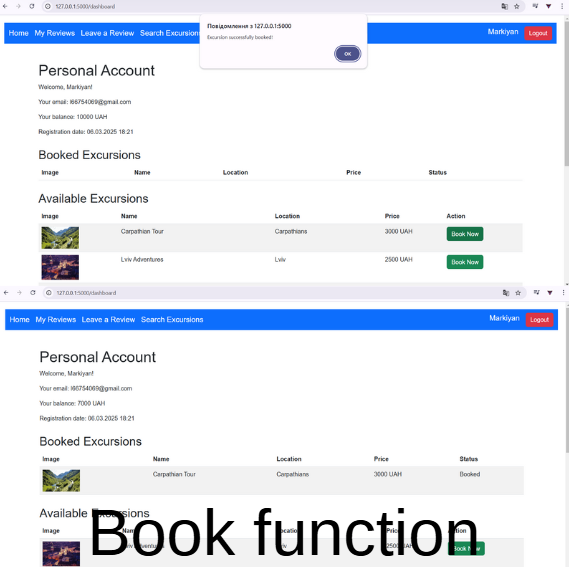 127.0.0.1:5000/dashboard
Home My Reviews Leave a Review Search Excursions Markiyan Logout
Повідомлення з 127.0.0.1:5000
Excursion successfully booked!
ОК
Personal Account
Welcome, Markiyan!
Your email: l66754069@gmail.com
Your balance: 10000 UAH
Registration date: 06.03.2025 18:21
Booked Excursions
Image Name Location Price Status
Available Excursions
Image Name Location Price Action
Carpathian Tour Carpathians 3000 UAH Book Now
Lviv Adventures Lviv 2500 UAH Book Now
127.0.0.1:5000/dashboard
Home My Reviews Leave a Review Search Excursions Markiyan Logout
Personal Account
Welcome, Markiyan!
Your email: l66754069@gmail.com
Your balance: 7000 UAH
Registration date: 06.03.2025 18:21
Booked Excursions
Image Name Location Price Status
Carpathian Tour Carpathians 3000 UAH Booked
Available Excursions
Image Name Location Price Action
Lviv Adventures Lviv 2500 UAH Book Now
Book function